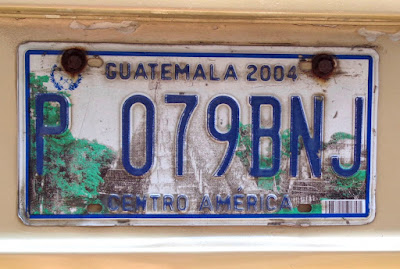 GUATEMALA 2004
P 079BNJ
CENTRO AMERICA